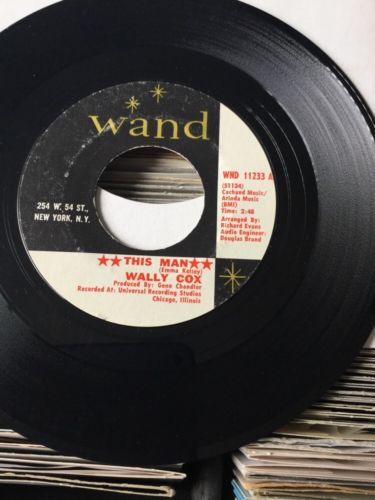 wand
254 W. 54 ST.,
NEW YORK, N.Y.
WND 11233 A
(51134)
Cachand Music/
Arleda Music
(BMI)
Time: 2:48
Arranged By:
Richard Evans
Audio Engineer:
Douglas Brand
★★THIS MAN★★
(Emma Kelsey)
WALLY COX
Produced By: Gene Chandler
Recorded At: Universal Recording Studios
Chicago, Illinois